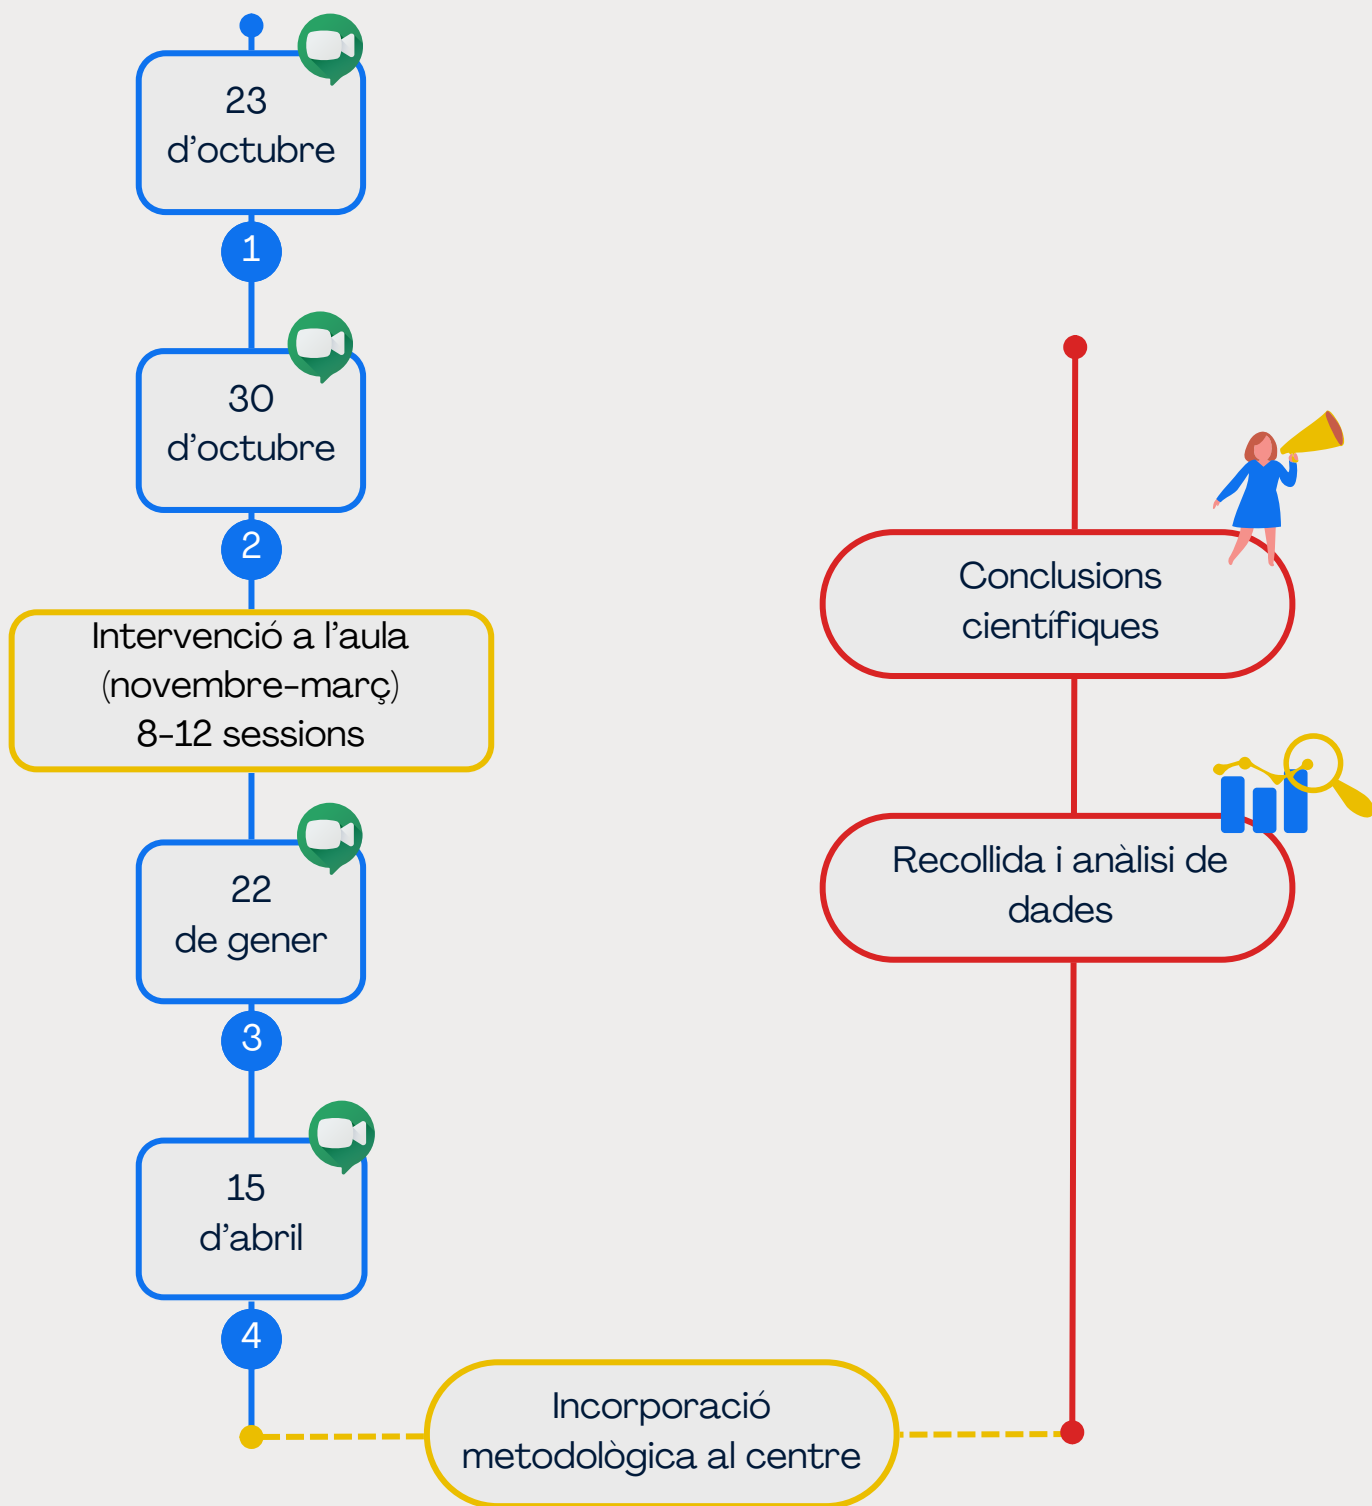 23
d’octubre
1
30
d’octubre
2
Intervenció a l’aula
(novembre-març)
8-12 sessions
22
de gener
3
15
d’abril
4
Incorporació
metodològica al centre
Recollida i anàlisi de
dades
Conclusions
científiques